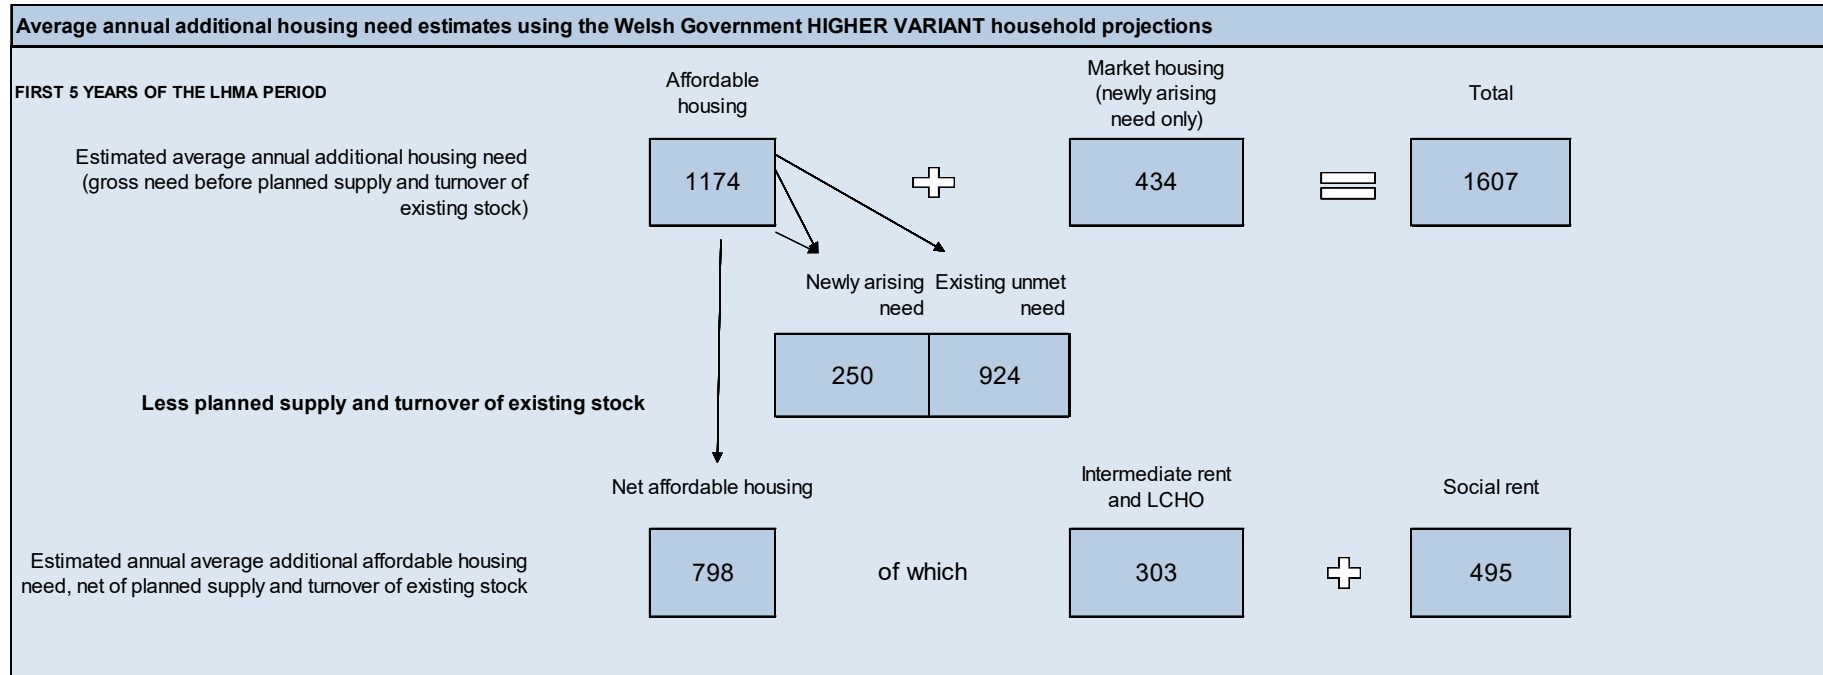 Average annual additional housing need estimates using the Welsh Government HIGHER VARIANT household projections
FIRST 5 YEARS OF THE LHMA PERIOD
Affordable
housing
Market housing
(newly arising
need only)
Total
Estimated average annual additional housing need
(gross need before planned supply and turnover of
existing stock)
1174
434
1607
Newly arising
need
Existing unmet
need
250
924
Less planned supply and turnover of existing stock
Net affordable housing
Intermediate rent
and LCHO
Social rent
Estimated annual average additional affordable housing
need, net of planned supply and turnover of existing stock
798
of which
303
495